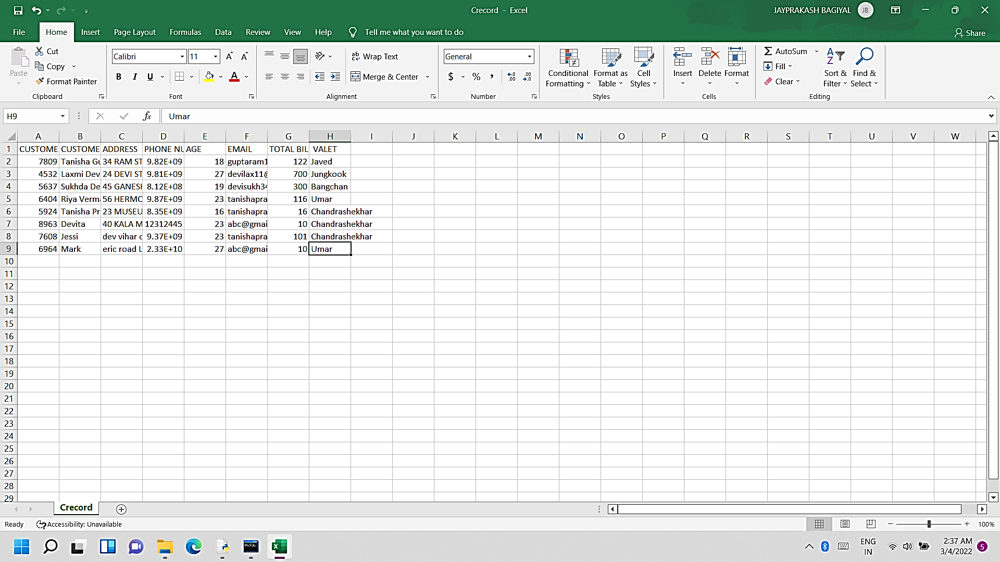 Crecord - Excel
JAYPRAKASH BAGIYAL JB
File Home Insert Page Layout Formulas Data Review View Help Tell me what you want to do Share
Paste
Cut
Copy
Format Painter
Clipboard
Calibri 11 A A
B I U A
Font
ab Wrap Text
Merge & Center
Alignment
General
$ % ,
Number
Conditional Formatting
Format as Table
Cell Styles
Styles
Insert Delete Format
Cells
AutoSum
Fill
Clear
Sort & Filter
Find & Select
Editing
H9 fx Umar
A B C D E F G H I J K L M N O P Q R S T U V W
1 CUSTOME CUSTOME ADDRESS PHONE NU AGE EMAIL TOTAL BIL VALET
2 7809 Tanisha Gu 34 RAM ST 9.82E+09 18 guptaram1 122 Javed
3 4532 Laxmi Dev 24 DEVI ST 9.81E+09 27 devilax11@ 700 Jungkook
4 5637 Sukhda De 45 GANESH 8.12E+08 19 devisukh34 300 Bangchan
5 6404 Riya Verma 56 HERMO 9.87E+09 23 tanishapra 116 Umar
6 5924 Tanisha Pr 23 MUSEU 8.35E+09 16 tanishapra 16 Chandrashekhar
7 8963 Devita 40 KALA M 12312445 23 abc@gmai 10 Chandrashekhar
8 7608 Jessi dev vihar c 9.37E+09 23 tanishapra 101 Chandrashekhar
9 6964 Mark eric road L 2.33E+10 27 abc@gmai 10 Umar
10
11
12
13
14
15
16
17
18
19
20
21
22
23
24
25
26
27
28
29
Crecord
Ready Accessibility: Unavailable 100%
ENG IN
2:37 AM
3/4/2022
5